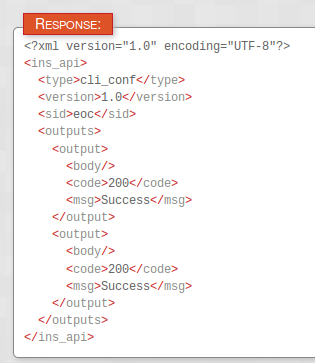 RESPONSE:
<?xml version="1.0" encoding="UTF-8"?>
<ins_api>
  <type>cli_conf</type>
  <version>1.0</version>
  <sid>eoc</sid>
  <outputs>
    <output>
      <body/>
      <code>200</code>
      <msg>Success</msg>
    </output>
    <output>
      <body/>
      <code>200</code>
      <msg>Success</msg>
    </output>
  </outputs>
</ins_api>